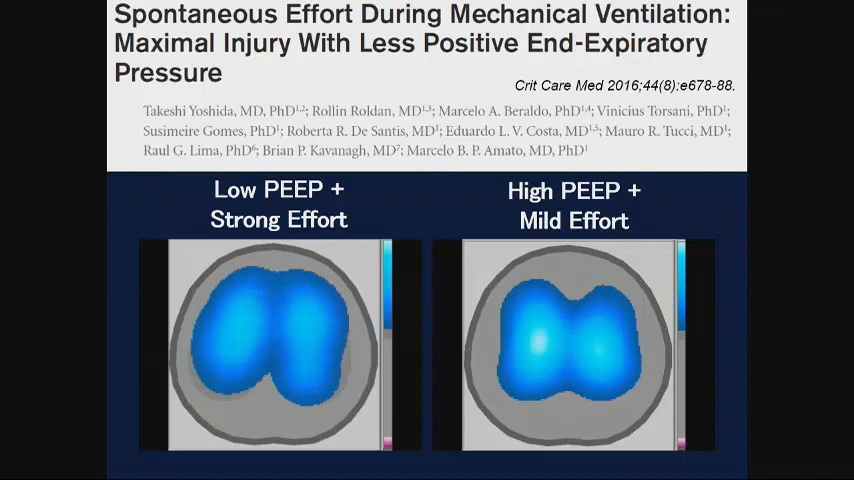 Spontaneous Effort During Mechanical Ventilation:
Maximal Injury With Less Positive End-Expiratory
Pressure
Crit Care Med 2016;44(8):e678-88.
Takeshi Yoshida, MD, PhD¹,²; Rollin Roldan, MD¹,³; Marcelo A. Beraldo, PhD¹,⁴; Vinicius Torsani, PhD¹;
Susimeire Gomes, PhD¹; Roberta R. De Santis, MD¹; Eduardo L. V. Costa, MD¹,⁵; Mauro R. Tucci, MD¹;
Raul G. Lima, PhD⁶; Brian P. Kavanagh, MD⁷; Marcelo B. P. Amato, MD, PhD¹
Low PEEP +
Strong Effort
High PEEP +
Mild Effort